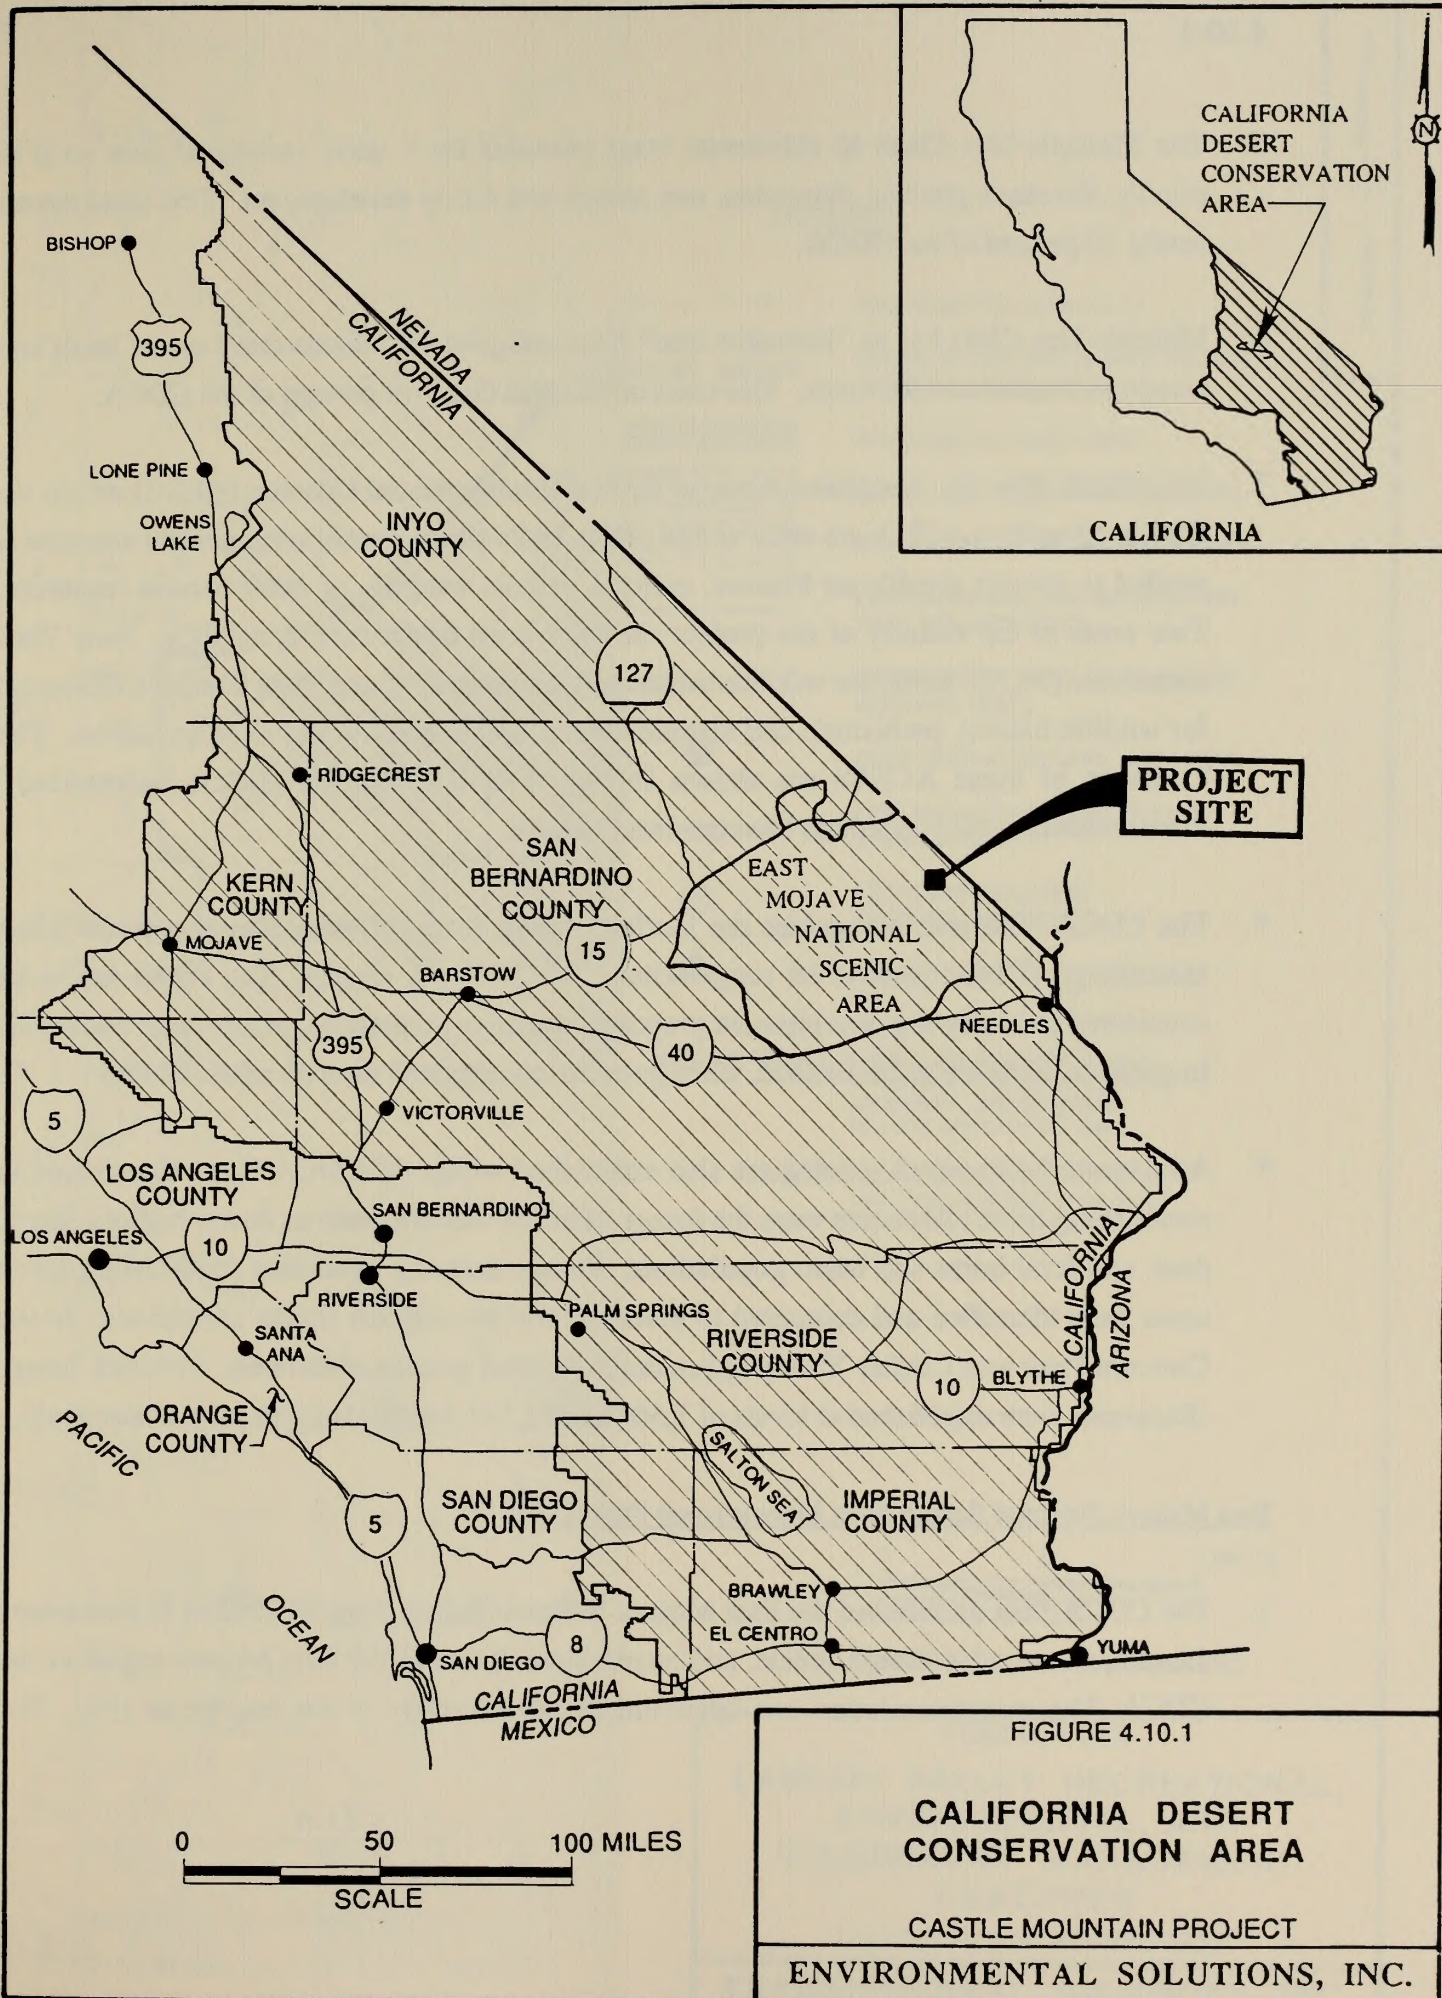 CALIFORNIA
DESERT
CONSERVATION
AREA
N
CALIFORNIA
BISHOP
395
NEVADA
CALIFORNIA
LONE PINE
OWENS
LAKE
INYO
COUNTY
127
RIDGECREST
PROJECT
SITE
SAN
BERNARDINO
COUNTY
KERN
COUNTY
EAST
MOJAVE
NATIONAL
SCENIC
AREA
MOJAVE
15
BARSTOW
NEEDLES
395
40
5
VICTORVILLE
LOS ANGELES
COUNTY
SAN BERNARDINO
LOS ANGELES
10
RIVERSIDE
CALIFORNIA
ARIZONA
PALM SPRINGS
SANTA
ANA
RIVERSIDE
COUNTY
10
BLYTHE
ORANGE
COUNTY
PACIFIC
SALTON SEA
SAN DIEGO
COUNTY
IMPERIAL
COUNTY
5
BRAWLEY
OCEAN
8
EL CENTRO
SAN DIEGO
YUMA
CALIFORNIA
MEXICO
FIGURE 4.10.1
CALIFORNIA DESERT
CONSERVATION AREA
CASTLE MOUNTAIN PROJECT
ENVIRONMENTAL SOLUTIONS, INC.
0 50 100 MILES
SCALE